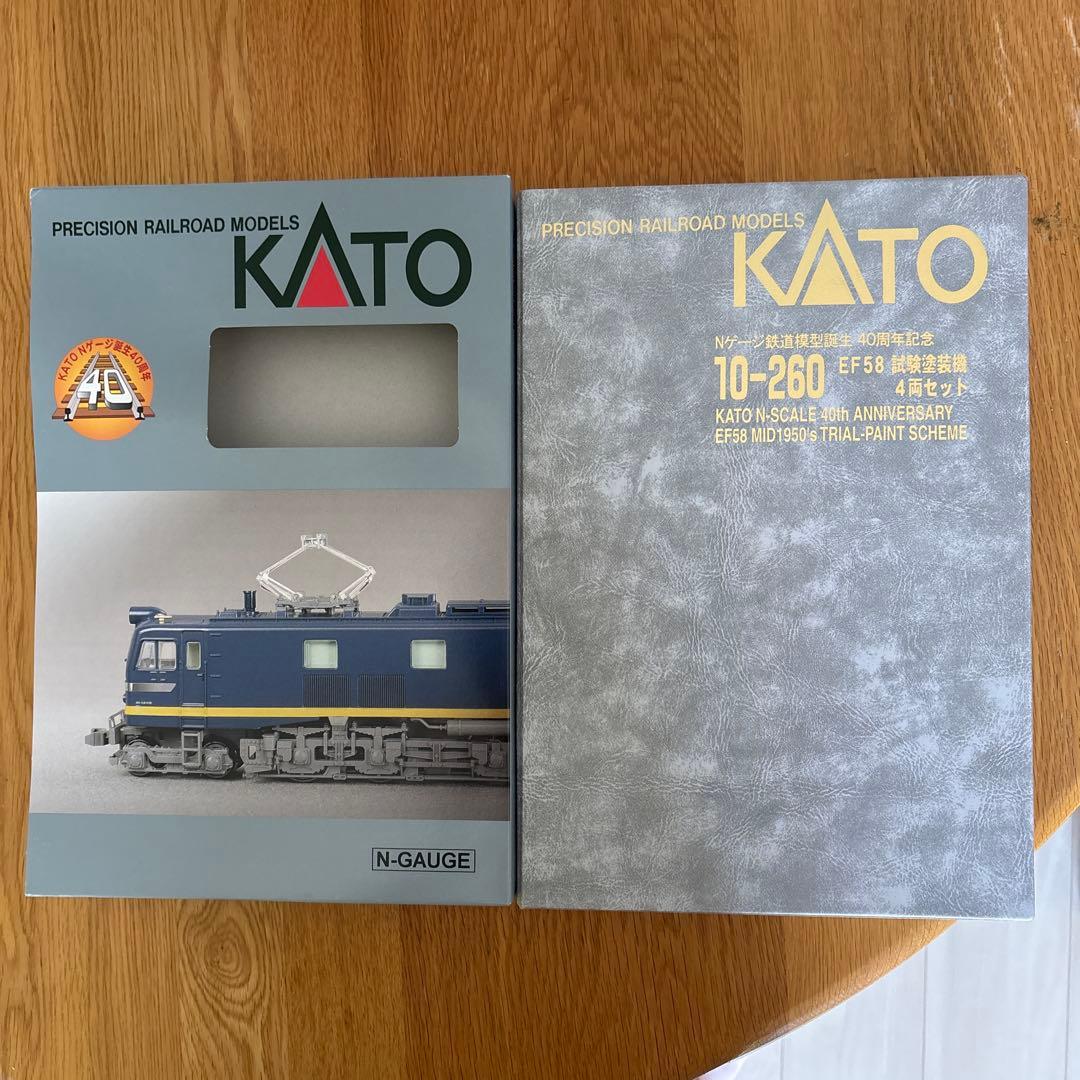 PRECISION RAILROAD MODELS
KATO
KATO Nゲージ誕生40周年
40
N-GAUGE
PRECISION RAILROAD MODELS
KATO
Nゲージ鉄道模型誕生 40周年記念
10-260 EF58 試験塗装機
4両セット
KATO N-SCALE 40th ANNIVERSARY
EF58 MID1950's TRIAL-PAINT SCHEME